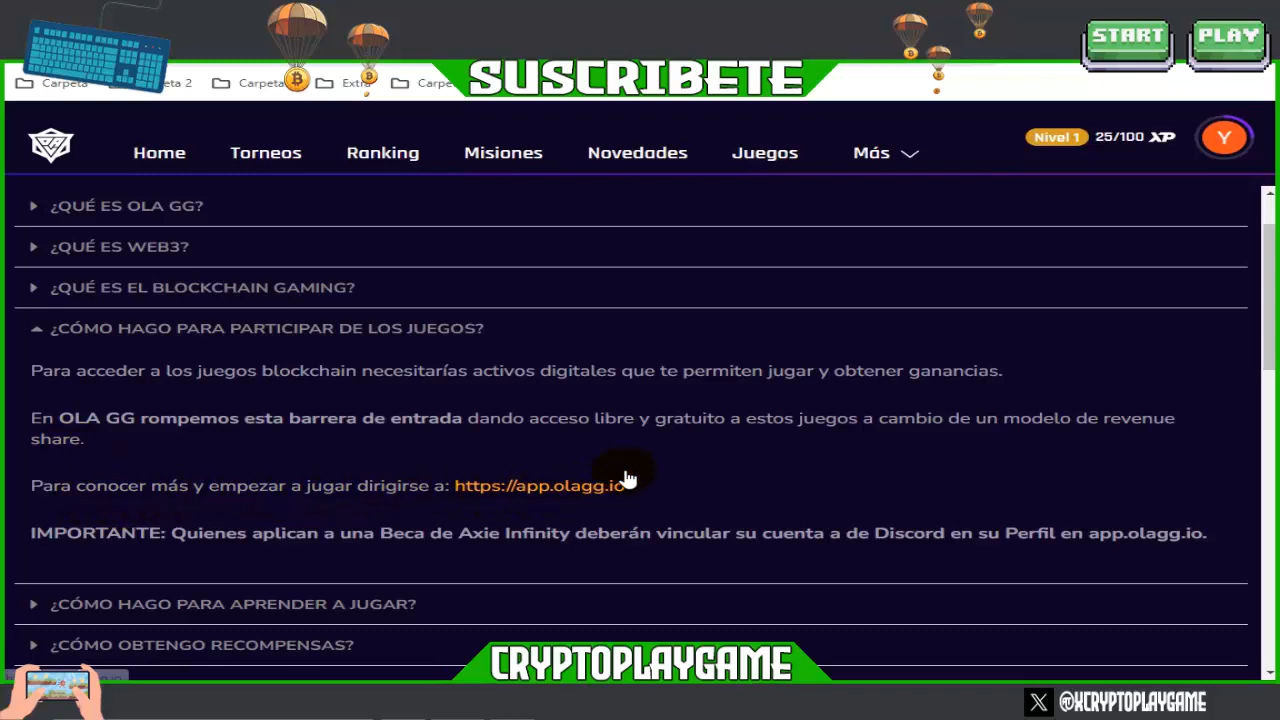 START PLAY
SUSCRIBETE
Carpeta
eta 2
Carpeta
Extra
Carpe
Home Torneos Ranking Misiones Novedades Juegos Más
Nivel 1 25/100 XP
Y
¿QUÉ ES OLA GG?
¿QUÉ ES WEB3?
¿QUÉ ES EL BLOCKCHAIN GAMING?
¿CÓMO HAGO PARA PARTICIPAR DE LOS JUEGOS?
Para acceder a los juegos blockchain necesitarías activos digitales que te permiten jugar y obtener ganancias.
En OLA GG rompemos esta barrera de entrada dando acceso libre y gratuito a estos juegos a cambio de un modelo de revenue
share.
Para conocer más y empezar a jugar dirigirse a: https://app.olagg.io
IMPORTANTE: Quienes aplican a una Beca de Axie Infinity deberán vincular su cuenta a de Discord en su Perfil en app.olagg.io.
¿CÓMO HAGO PARA APRENDER A JUGAR?
¿CÓMO OBTENGO RECOMPENSAS?
CRYPTOPLAYGAME
@XCRYPTOPLAYGAME